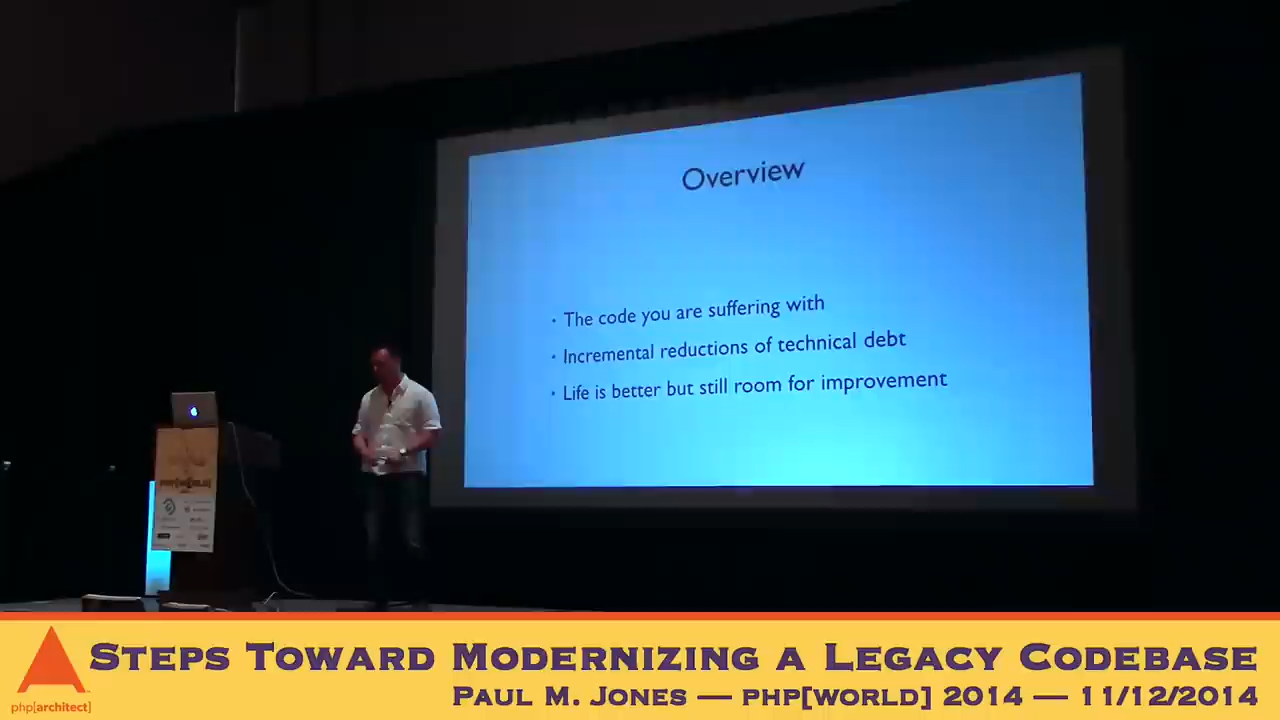 Overview
· The code you are suffering with
· Incremental reductions of technical debt
· Life is better but still room for improvement
php[architect]
STEPS TOWARD MODERNIZING A LEGACY CODEBASE
PAUL M. JONES — PHP[WORLD] 2014 — 11/12/2014